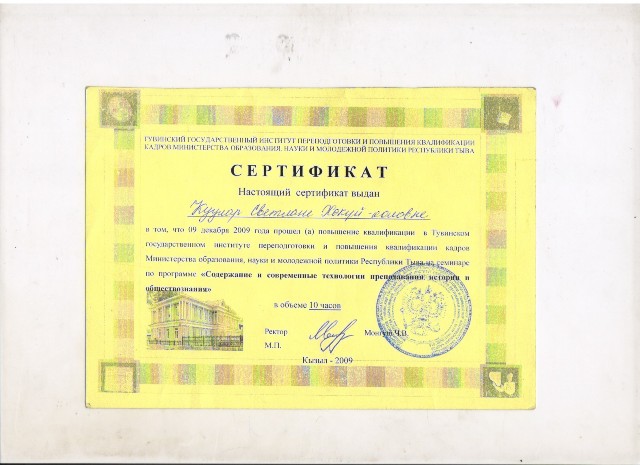 ТУВИНСКИЙ ГОСУДАРСТВЕННЫЙ ИНСТИТУТ ПЕРЕПОДГОТОВКИ И ПОВЫШЕНИЯ КВАЛИФИКАЦИИ
КАДРОВ МИНИСТЕРСТВА ОБРАЗОВАНИЯ, НАУКИ И МОЛОДЕЖНОЙ ПОЛИТИКИ РЕСПУБЛИКИ ТЫВА
СЕРТИФИКАТ
Настоящий сертификат выдан
Куулар Светлане
в том, что 09 декабря 2009 года прошел (а) повышение квалификации в Тувинском
государственном институте переподготовки и повышения квалификации кадров
Министерства образования, науки и молодежной политики Республики Тыва на семинаре
по программе «Содержание и современные технологии преподавания истории и
обществознания»
в объеме 10 часов
Ректор Монгуш Ч.В.
М.П.
Кызыл - 2009